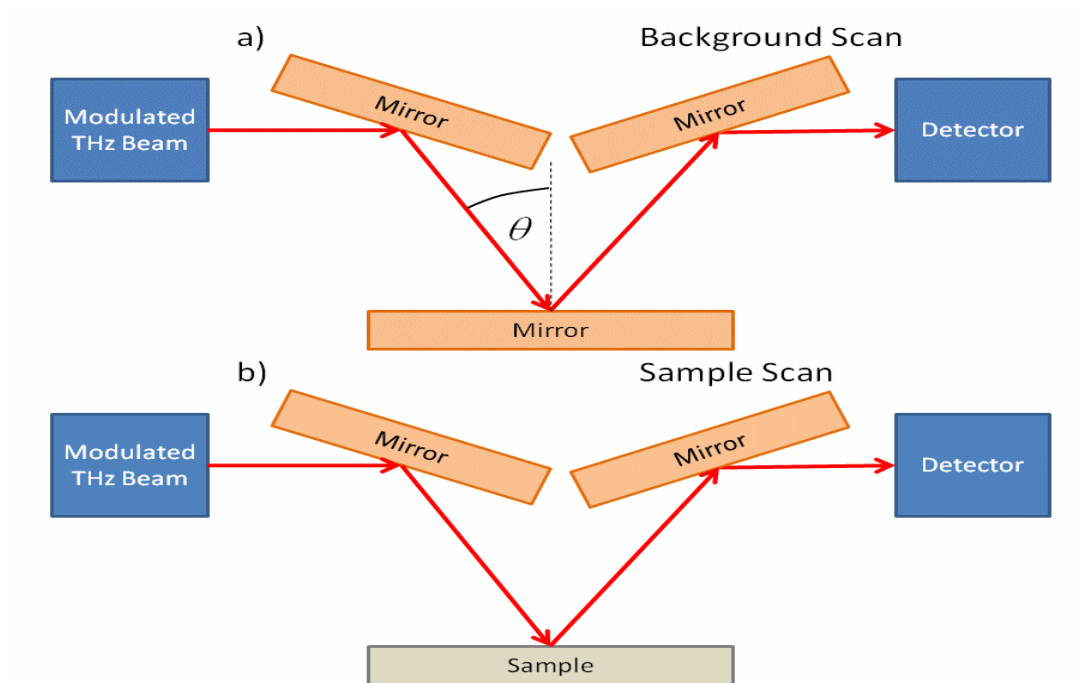 a)
Background Scan
Modulated
THz Beam
Mirror
Mirror
Detector
θ
Mirror
b)
Sample Scan
Modulated
THz Beam
Mirror
Mirror
Detector
Sample